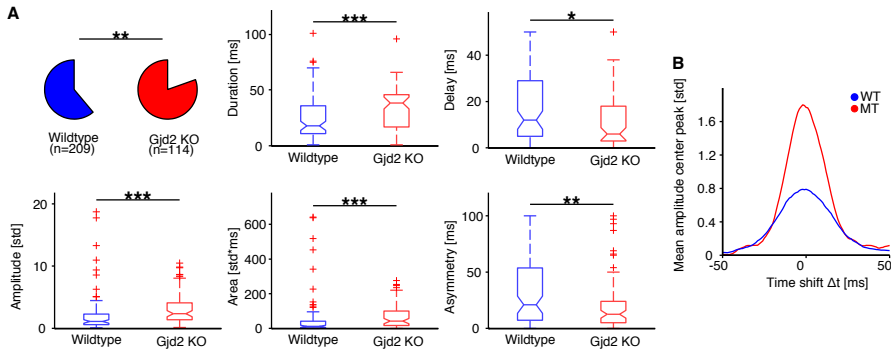 A
**
Wildtype
(n=209)
Gjd2 KO
(n=114)
***
Duration [ms]
100
50
0
Wildtype
Gjd2 KO
*
Delay [ms]
60
40
20
0
Wildtype
Gjd2 KO
***
Amplitude [std]
20
10
0
Wildtype
Gjd2 KO
***
Area [std*ms]
600
400
200
0
Wildtype
Gjd2 KO
**
Asymmetry [ms]
100
50
0
Wildtype
Gjd2 KO
B
WT
MT
Mean amplitude center peak [std]
1.6
1.2
0.8
0.4
0
-50
0
50
Time shift Δt [ms]